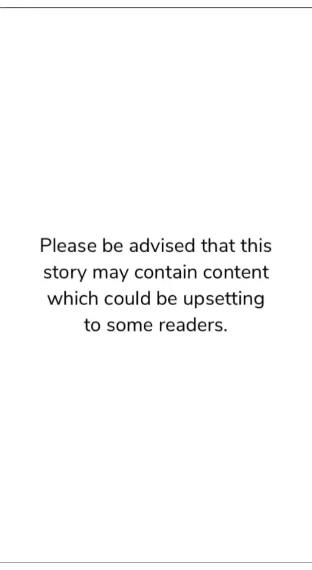 Please be advised that this
story may contain content
which could be upsetting
to some readers.